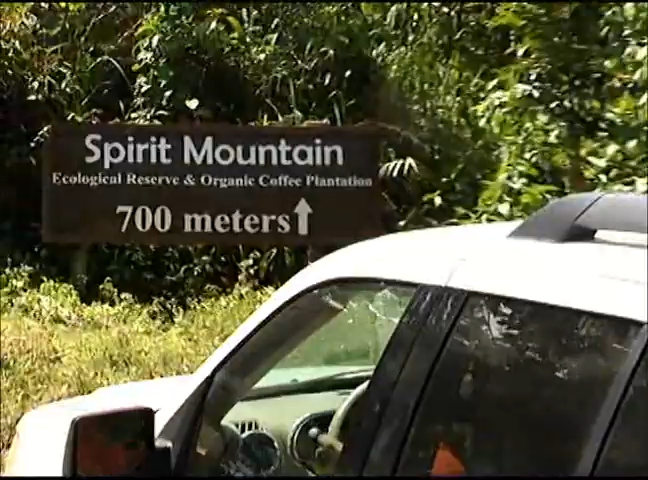 Spirit Mountain
Ecological Reserve & Organic Coffee Plantation
700 meters ↑